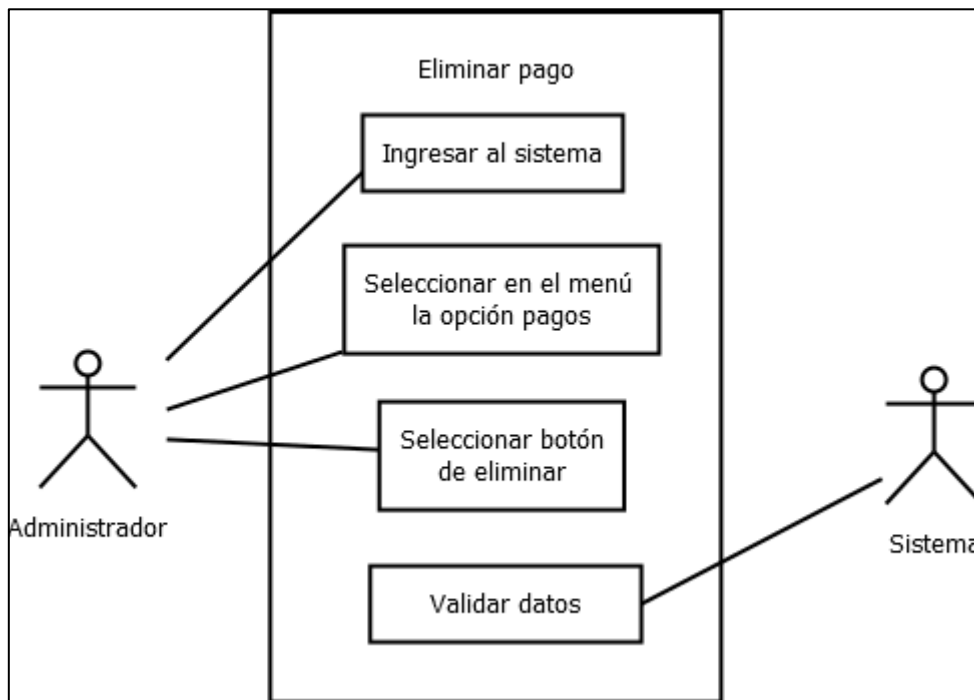 Eliminar pago
Ingresar al sistema
Seleccionar en el menú
la opción pagos
Seleccionar botón
de eliminar
Administrador
Sistema
Validar datos